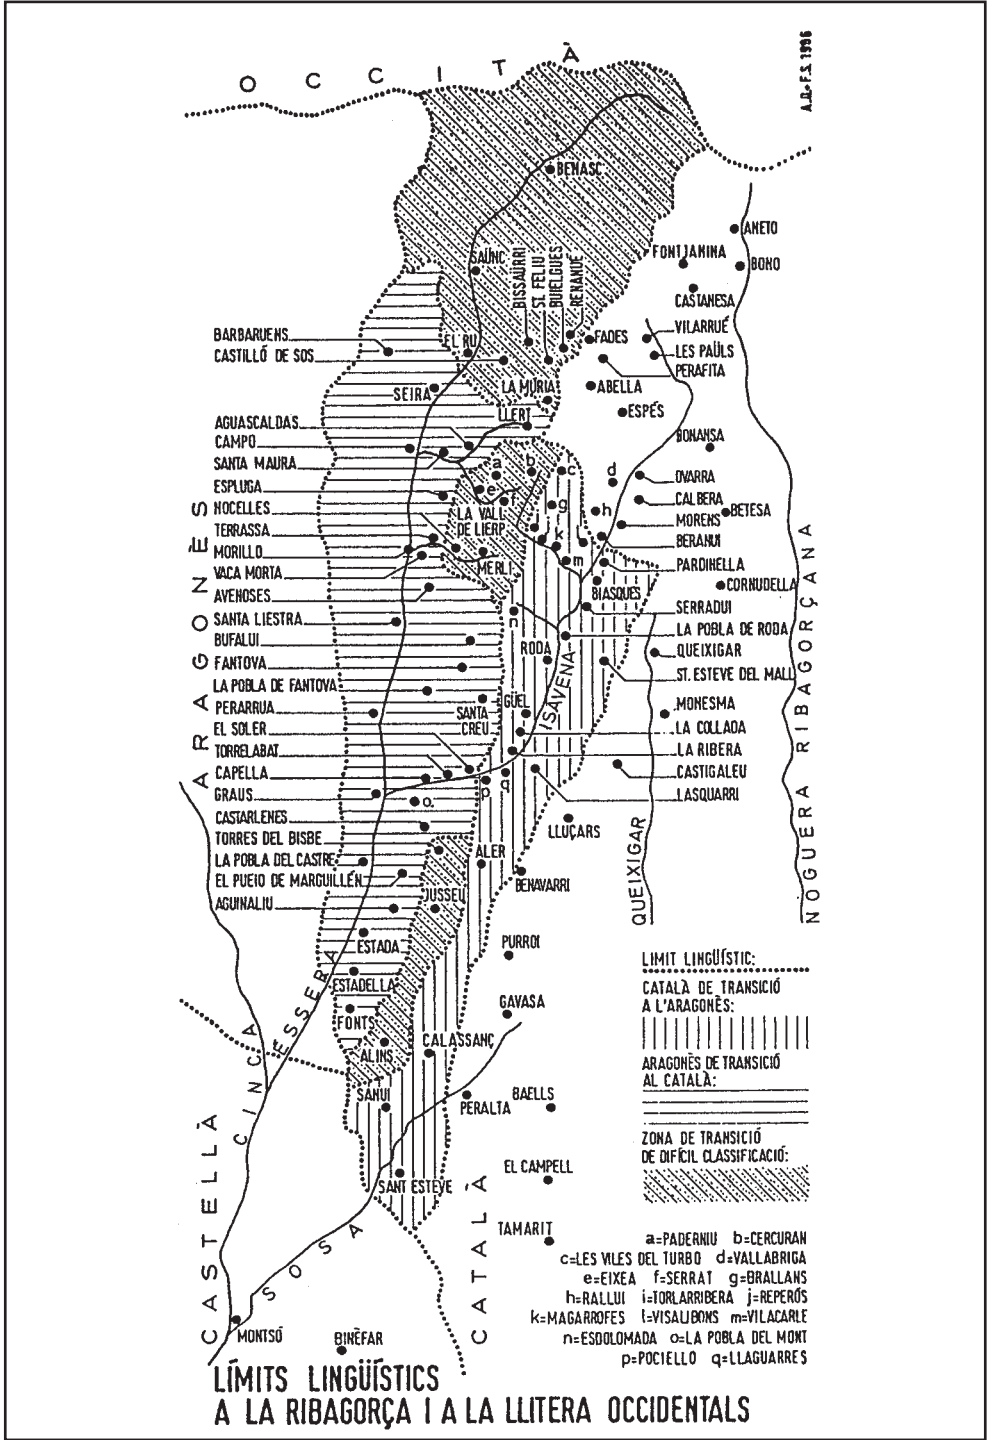 OCCITÀ
A.Q.-F.S. 1996
BENASC
ANETO
FONTJANINA
BONO
SAÜNC
BISSAÜRRI
ST. FELIU
BUIELGUES
RENANUÉ
CASTANESA
BARBARUENS
CASTILLÓ DE SOS
EL RU
FADES
VILARRUÉ
LES PAÜLS
PERAFITA
SEIRA
LA MÚRIA
ABELLA
LLERT
ESPÉS
AGUASCALDAS
CAMPO
SANTA MAURA
ESPLUGA
NOCELLES
TERRASSA
MORILLO
VACA MORTA
AVENOSES
SANTA LIESTRA
BUFALUI
FANTOVA
LA POBLA DE FANTOVA
PERARRUA
EL SOLER
TORRELABAT
CAPELLA
GRAUS
CASTARLENES
TORRES DEL BISBE
LA POBLA DEL CASTRE
EL PUEIO DE MARGUILLÉN
AGUINALIU
BONANSA
a
b
c
d
e
f
g
h
i
j
k
l
m
n
o
p
q
LA VALL
DE LIERP
MERLI
OVARRA
CALBERA
BETESA
MORENS
BERANUI
PARDINELLA
CORNUDELLA
BIASQUES
SERRADUI
LA POBLA DE RODA
RODA
QUEIXIGAR
ST. ESTEVE DEL MALL
ISAVENA
SANTA
CREU
GÜEL
MONESMA
LA COLLADA
LA RIBERA
CASTIGALEU
LASQUARRI
LLUÇARS
ALER
BENAVARRI
JUSSEU
ESTADA
ESTADELLA
FONTS
ALINS
PURROI
GAVASA
CALASSANÇ
SANUI
PERALTA
BAELLS
SANT ESTEVE
EL CAMPELL
TAMARIT
MONTSÓ
BINÈFAR
ARAGONÉS
CASTELLÀ
CATALÀ
CINCA
ÉSSERA
SOSA
QUEIXIGAR
NOGUERA RIBAGORÇANA
LIMIT LINGÜÍSTIC:
CATALÀ DE TRANSICIÓ
A L'ARAGONÈS:
ARAGONÈS DE TRANSICIÓ
AL CATALÀ:
ZONA DE TRANSICIÓ
DE DIFÍCIL CLASSIFICACIÓ:
a=PADERNIU b=CERCURAN
c=LES VILES DEL TURBO d=VALLABRIGA
e=EIXEA f=SERRAT g=BRALLANS
h=RALLUI i=TORLARRIBERA j=REPERÓS
k=MAGARROFES l=VISALIBONS m=VILACARLE
n=ESDOLOMADA o=LA POBLA DEL MONT
p=POCIELLO q=LLAGUARRES
LÍMITS LINGÜÍSTICS
A LA RIBAGORÇA I A LA LLITERA OCCIDENTALS